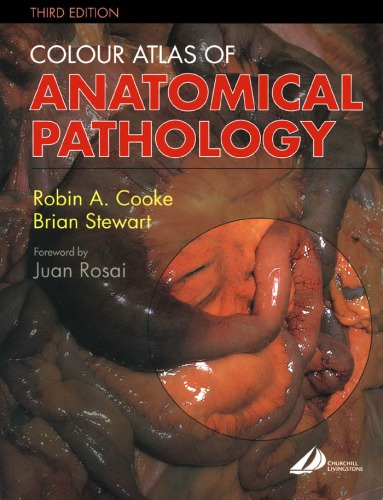 THIRD EDITION
COLOUR ATLAS OF
ANATOMICAL
PATHOLOGY
Robin A. Cooke
Brian Stewart
Foreword by
Juan Rosai
CHURCHILL
LIVINGSTONE